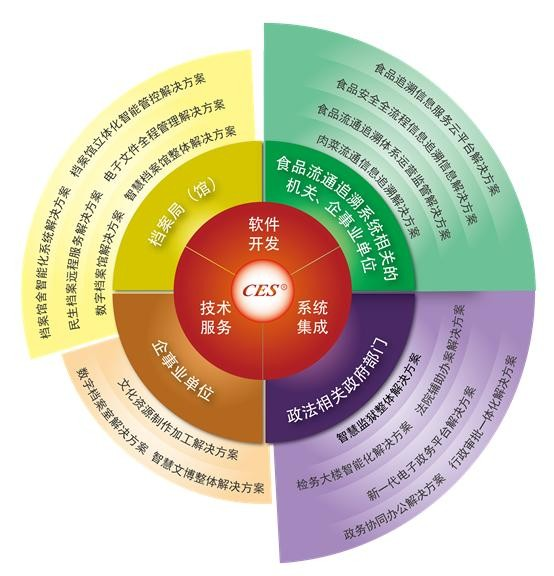 CES®
软件
开发
系统
集成
技术
服务
档案局（馆）
档案馆立体化智能管控解决方案
电子文件全程管理解决方案
智慧档案馆整体解决方案
档案馆舍智能化系统解决方案
民生档案远程服务解决方案
数字档案馆解决方案
食品流通追溯系统相关的
机关、企事业单位
食品追溯信息服务云平台解决方案
食品安全全流程信息追溯解决方案
食品流通追溯体系运营监管解决方案
肉菜流通信息追溯解决方案
政法相关政府部门
智慧监狱整体解决方案
法院辅助办案解决方案
检务大楼智能化解决方案
新一代电子政务平台解决方案
行政审批一体化解决方案
政务协同办公解决方案
企事业单位
文化资源制作加工解决方案
数字档案室解决方案
智慧文博整体解决方案